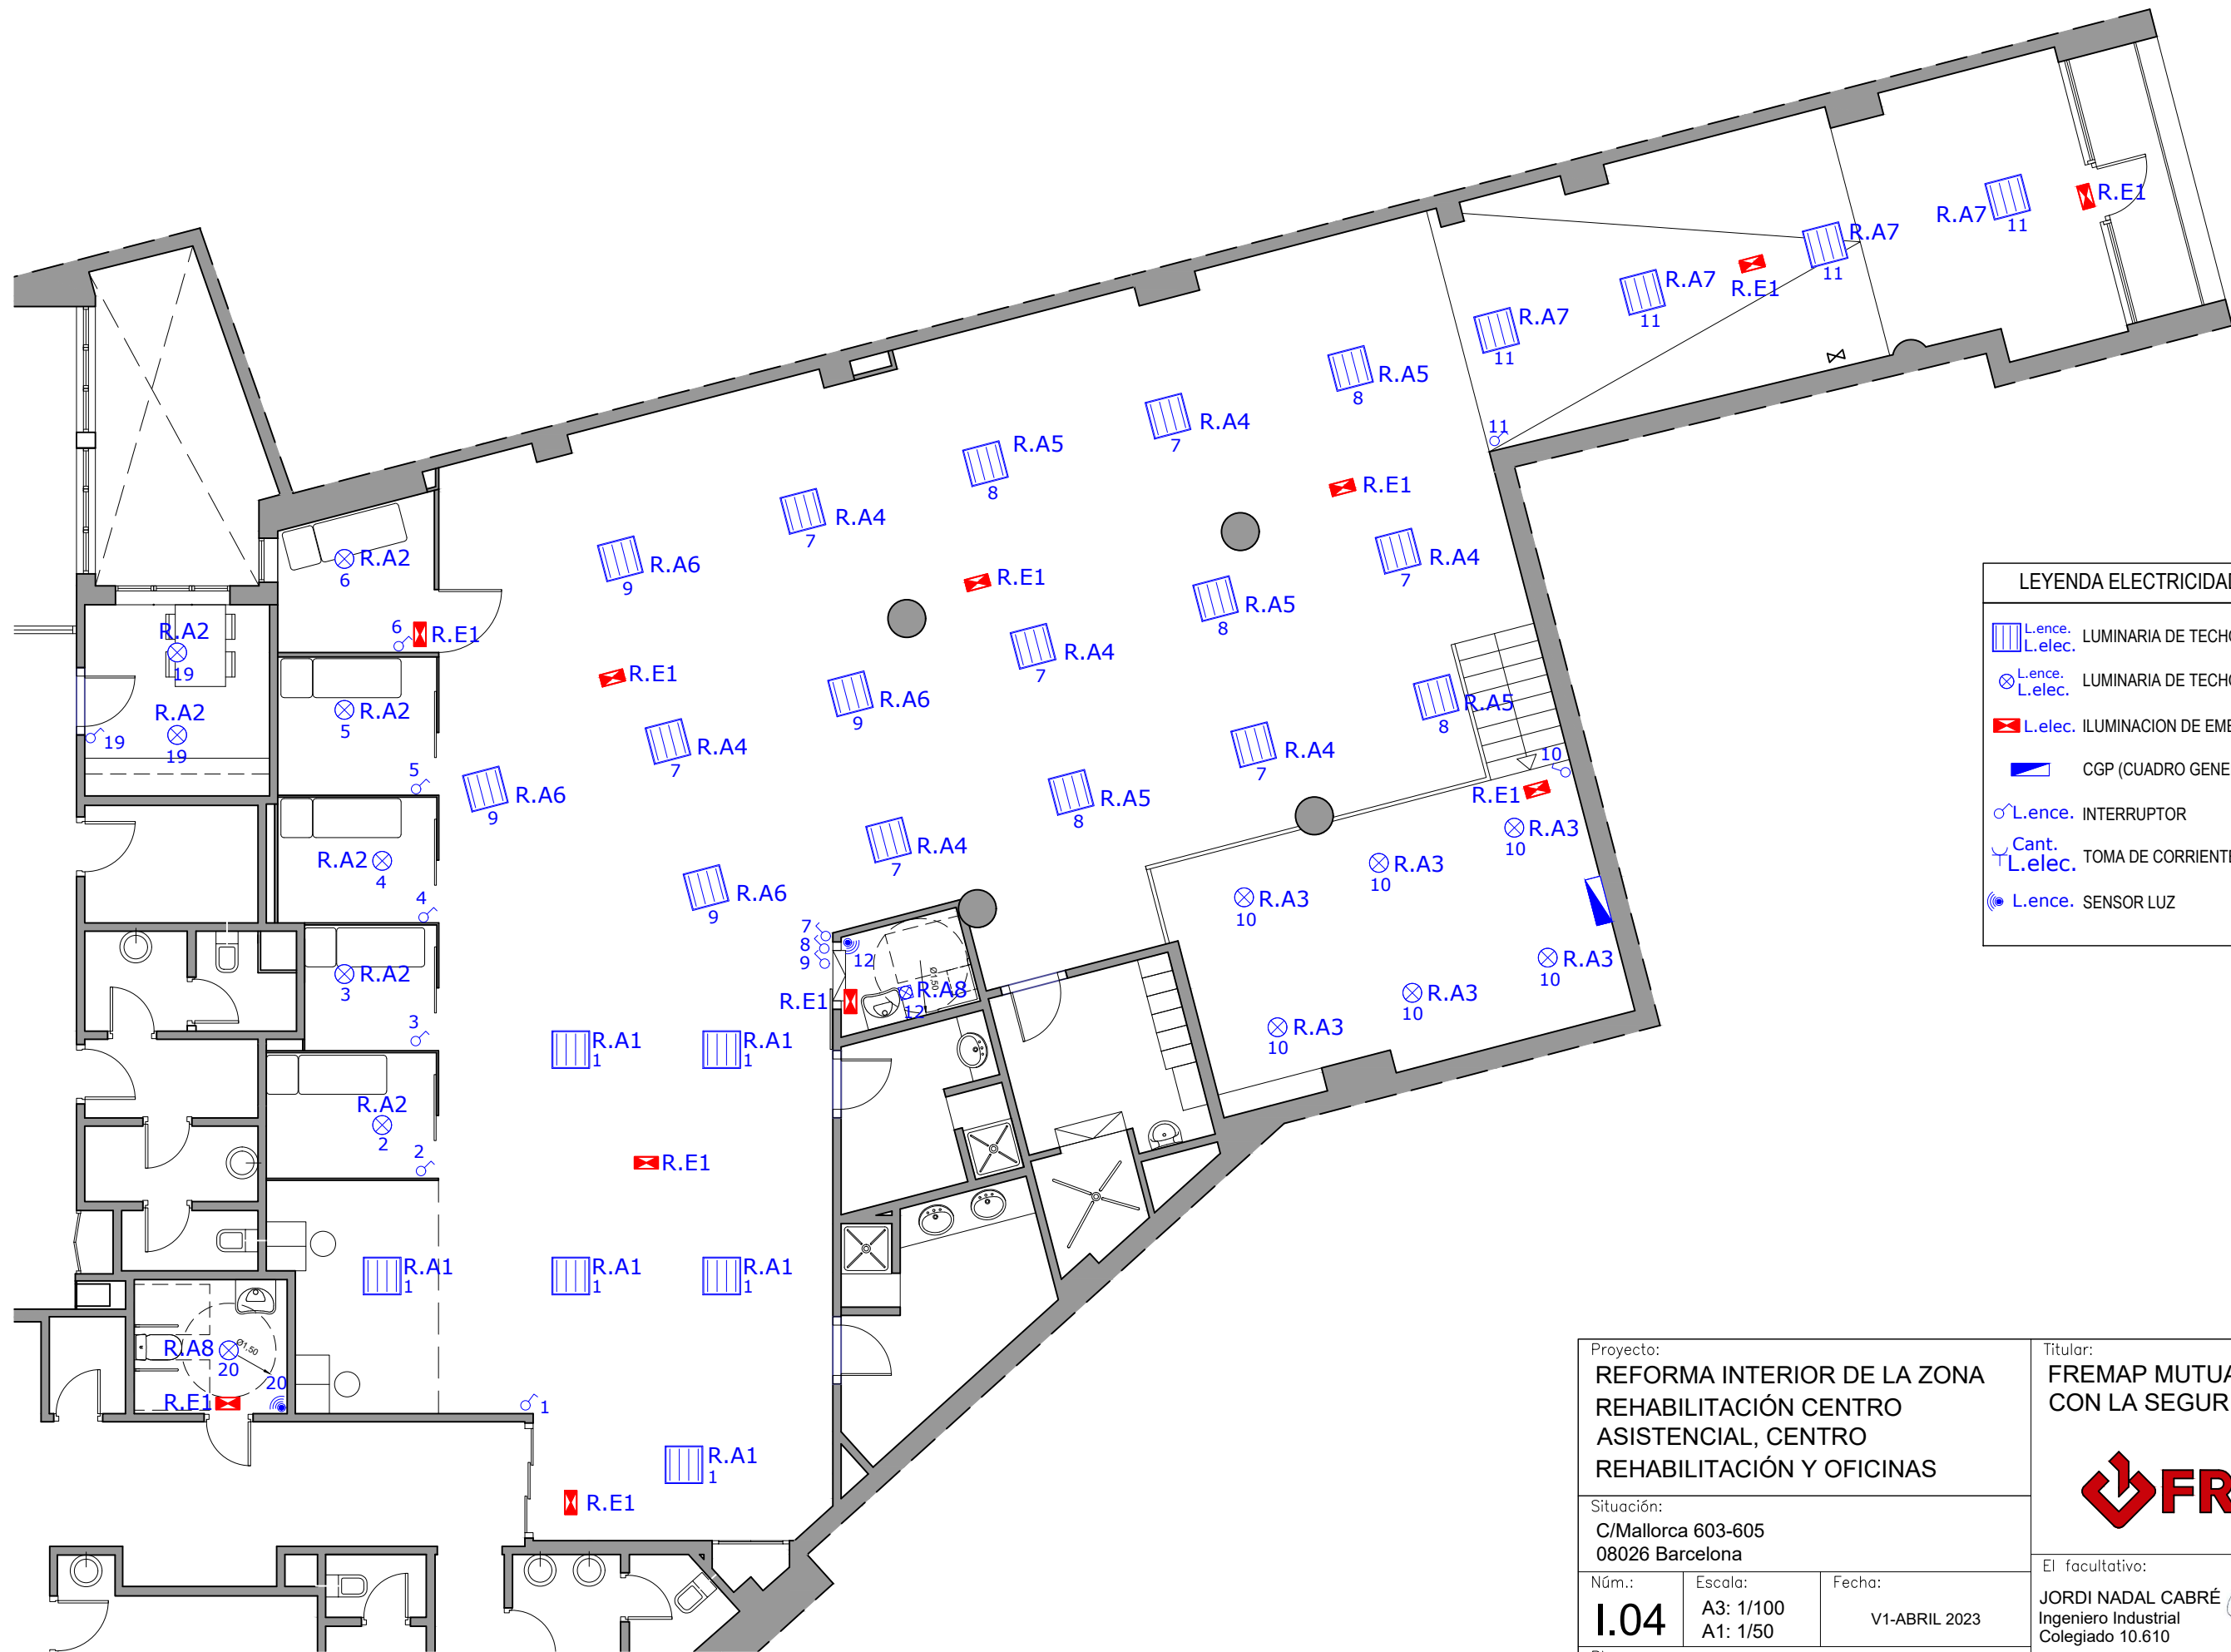 R.A7
11
R.E1
R.A7
11
R.A7
11
R.E1
R.A7
11
R.A5
8
R.A4
7
11
R.A5
8
R.E1
R.A4
7
R.A4
7
R.A6
9
R.A2
6
R.E1
R.A5
8
6
R.E1
R.A2
19
R.A4
7
R.E1
R.A6
9
R.A5
8
R.A2
5
R.A2
19
19
R.A4
7
R.A4
7
10
R.E1
5
R.A6
9
R.A5
8
R.A3
10
R.A4
7
R.A2
4
R.A3
10
R.A6
9
R.A3
10
4
7
8
9
12
R.A2
3
Ø1,50
R.A8
12
R.E1
R.A3
10
R.A3
10
R.A3
10
3
R.A1
1
R.A1
1
R.A2
2
2
R.E1
R.A1
1
R.A1
1
R.A1
1
R.A8
20
Ø1,50
20
R.E1
1
R.A1
1
R.E1
LEYENDA ELECTRICIDAD
L.ence.
L.elec. LUMINARIA DE TECHO
L.ence.
L.elec. LUMINARIA DE TECHO
L.elec. ILUMINACION DE EME
CGP (CUADRO GENE
L.ence. INTERRUPTOR
Cant.
L.elec. TOMA DE CORRIENTE
L.ence. SENSOR LUZ
Proyecto:
REFORMA INTERIOR DE LA ZONA
REHABILITACIÓN CENTRO
ASISTENCIAL, CENTRO
REHABILITACIÓN Y OFICINAS
Titular:
FREMAP MUTUA
CON LA SEGUR
FR
Situación:
C/Mallorca 603-605
08026 Barcelona
Núm.:
I.04
Escala:
A3: 1/100
A1: 1/50
Fecha:
V1-ABRIL 2023
El facultativo:
JORDI NADAL CABRÉ
Ingeniero Industrial
Colegiado 10.610